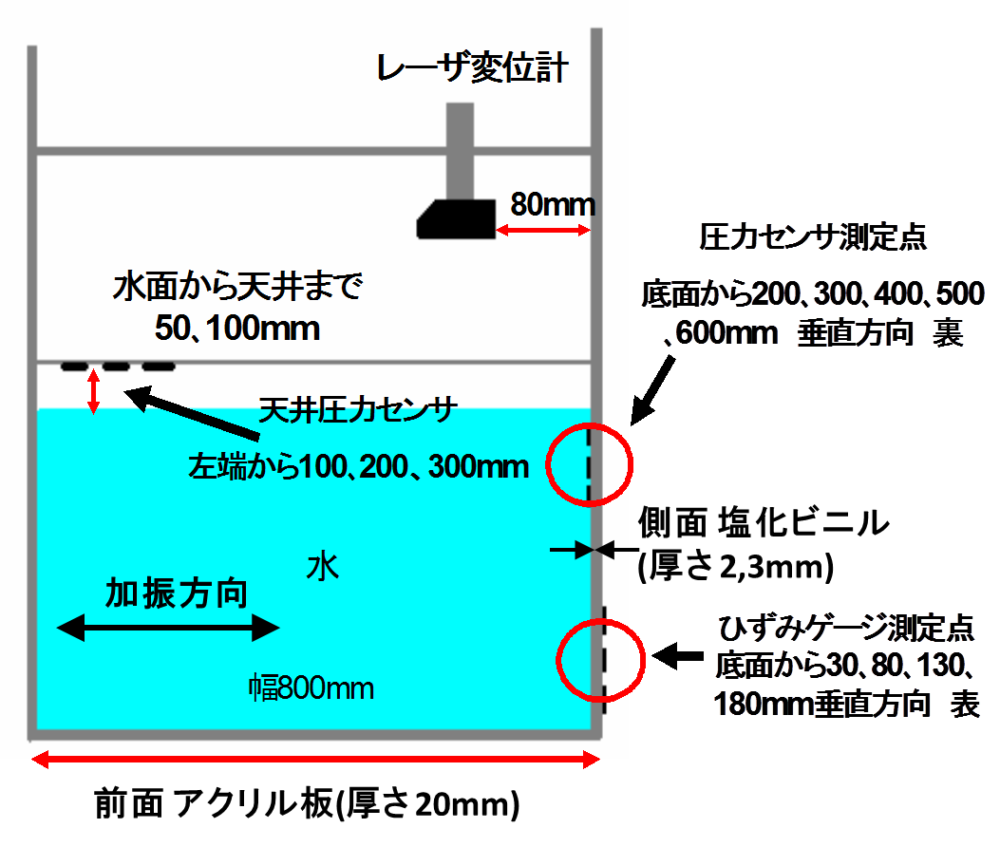 レーザ変位計
80mm
圧力センサ測定点
底面から200、300、400、500
、600mm 垂直方向 裏
水面から天井まで
50、100mm
天井圧力センサ
左端から100、200、300mm
側面 塩化ビニル
(厚さ2,3mm)
水
加振方向
ひずみゲージ測定点
底面から30、80、130、
180mm垂直方向 表
幅800mm
前面 アクリル板(厚さ20mm)